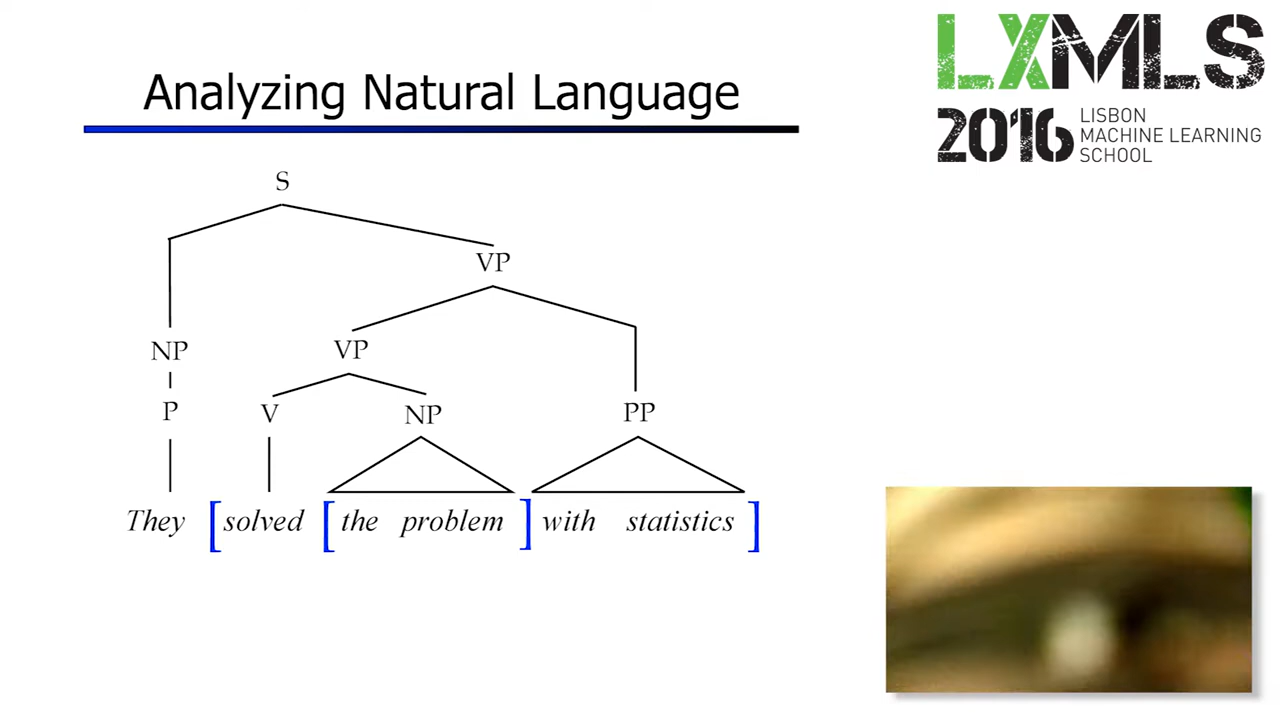 Analyzing Natural Language
LXMLS
2016 LISBON
MACHINE LEARNING
SCHOOL
S
VP
NP VP
P V NP PP
They [ solved [ the problem ] with statistics ]